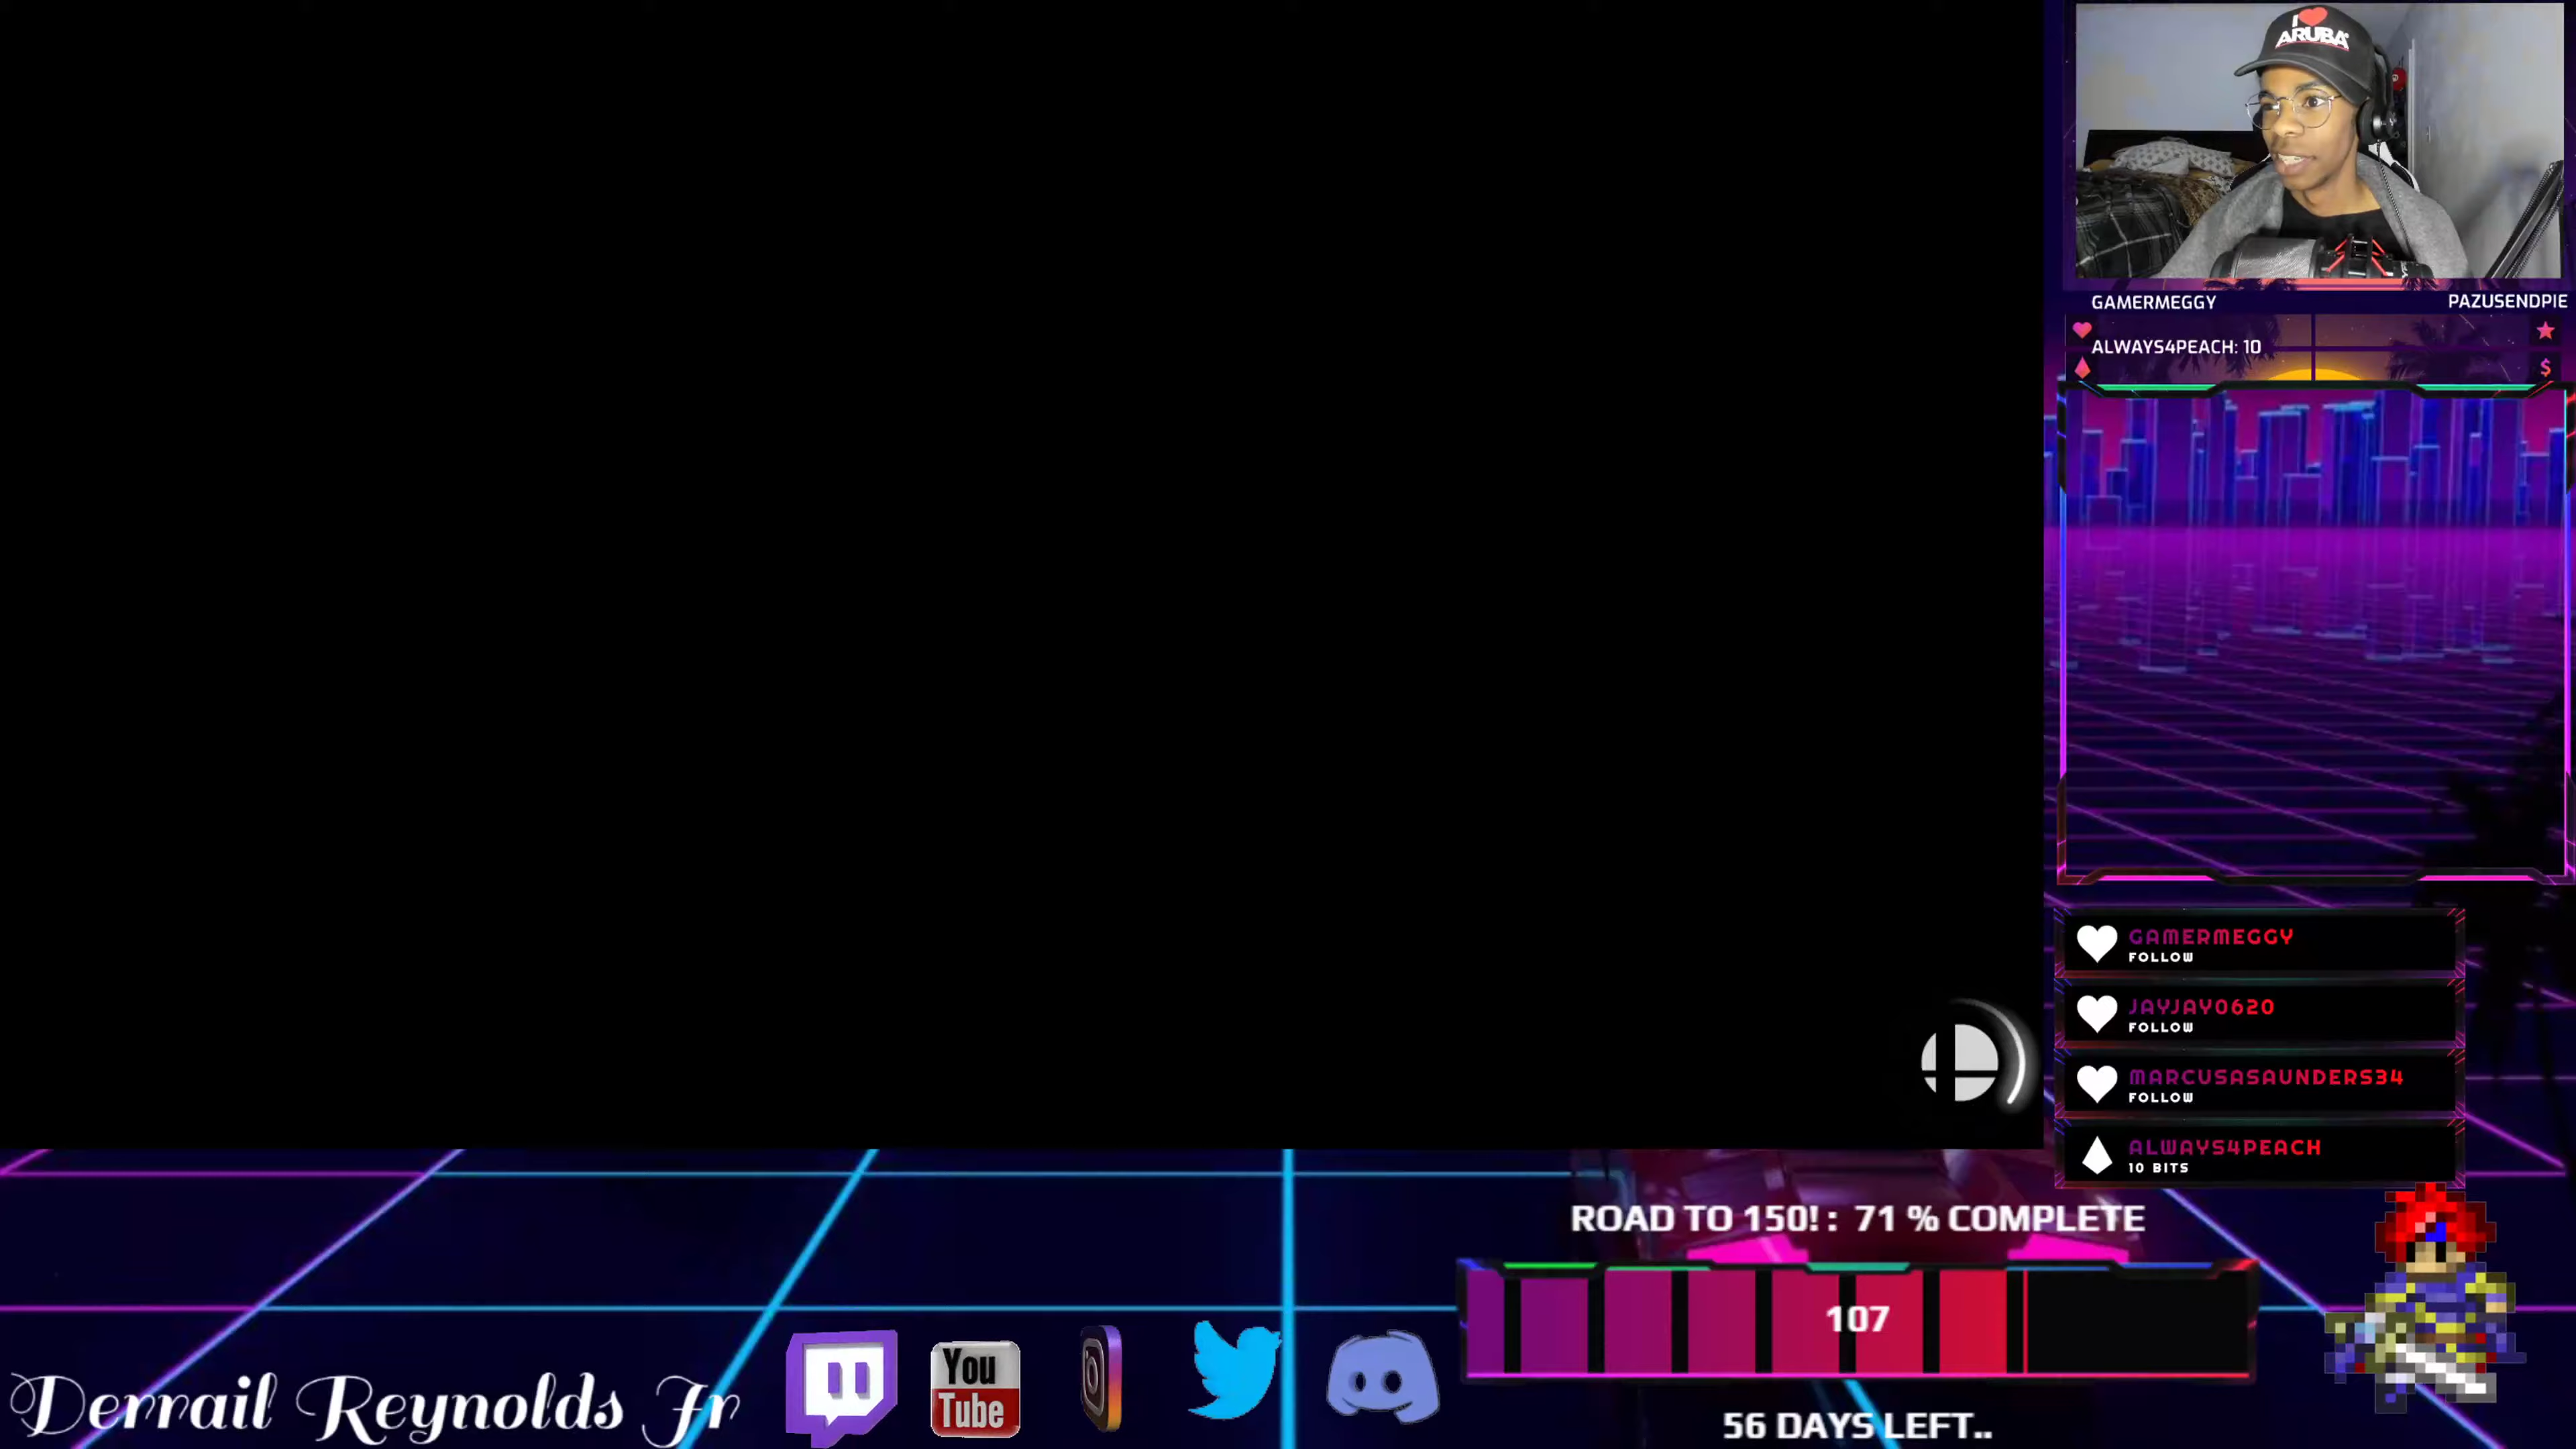 I
ARUBA
GAMERMEGGY
PAZUSENDPIE
ALWAYS4PEACH: 10
$
GAMERMEGGY
FOLLOW
JAYJAY0620
FOLLOW
MARCUSASAUNDERS34
FOLLOW
ALWAYS4PEACH
10 BITS
ROAD TO 150! : 71 % COMPLETE
107
56 DAYS LEFT..
Derrail Reynolds Jr
You
Tube